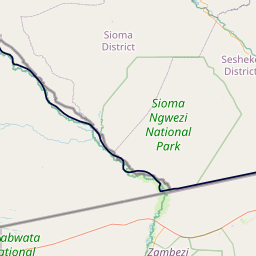 Sioma
District
Sesheke
District
Sioma
Ngwezi
National
Park
abwata
ational
Zambezi